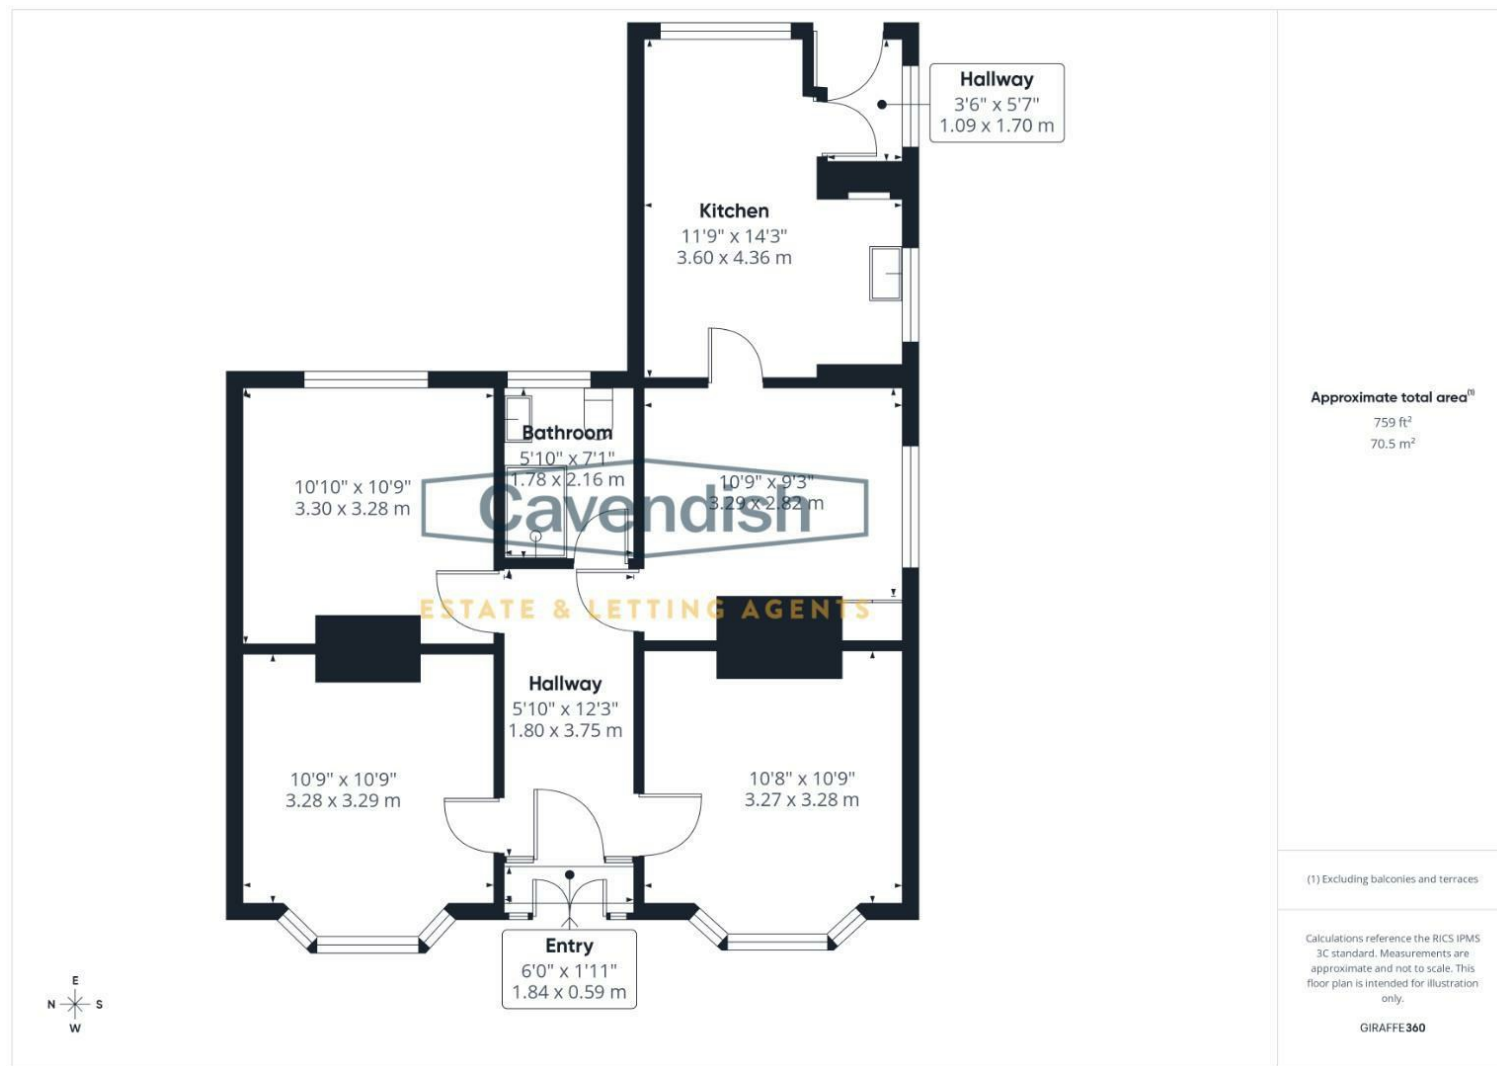 Hallway
3'6" x 5'7"
1.09 x 1.70 m
Kitchen
11'9" x 14'3"
3.60 x 4.36 m
Bathroom
5'10" x 7'1"
1.78 x 2.16 m
10'10" x 10'9"
3.30 x 3.28 m
10'9" x 9'3"
3.29 x 2.82 m
Cavendish
ESTATE & LETTING AGENTS
Hallway
5'10" x 12'3"
1.80 x 3.75 m
10'9" x 10'9"
3.28 x 3.29 m
10'8" x 10'9"
3.27 x 3.28 m
Entry
6'0" x 1'11"
1.84 x 0.59 m
E
N S
W
Approximate total area(1)
759 ft²
70.5 m²
(1) Excluding balconies and terraces
Calculations reference the RICS IPMS
3C standard. Measurements are
approximate and not to scale. This
floor plan is intended for illustration
only.
GIRAFFE360